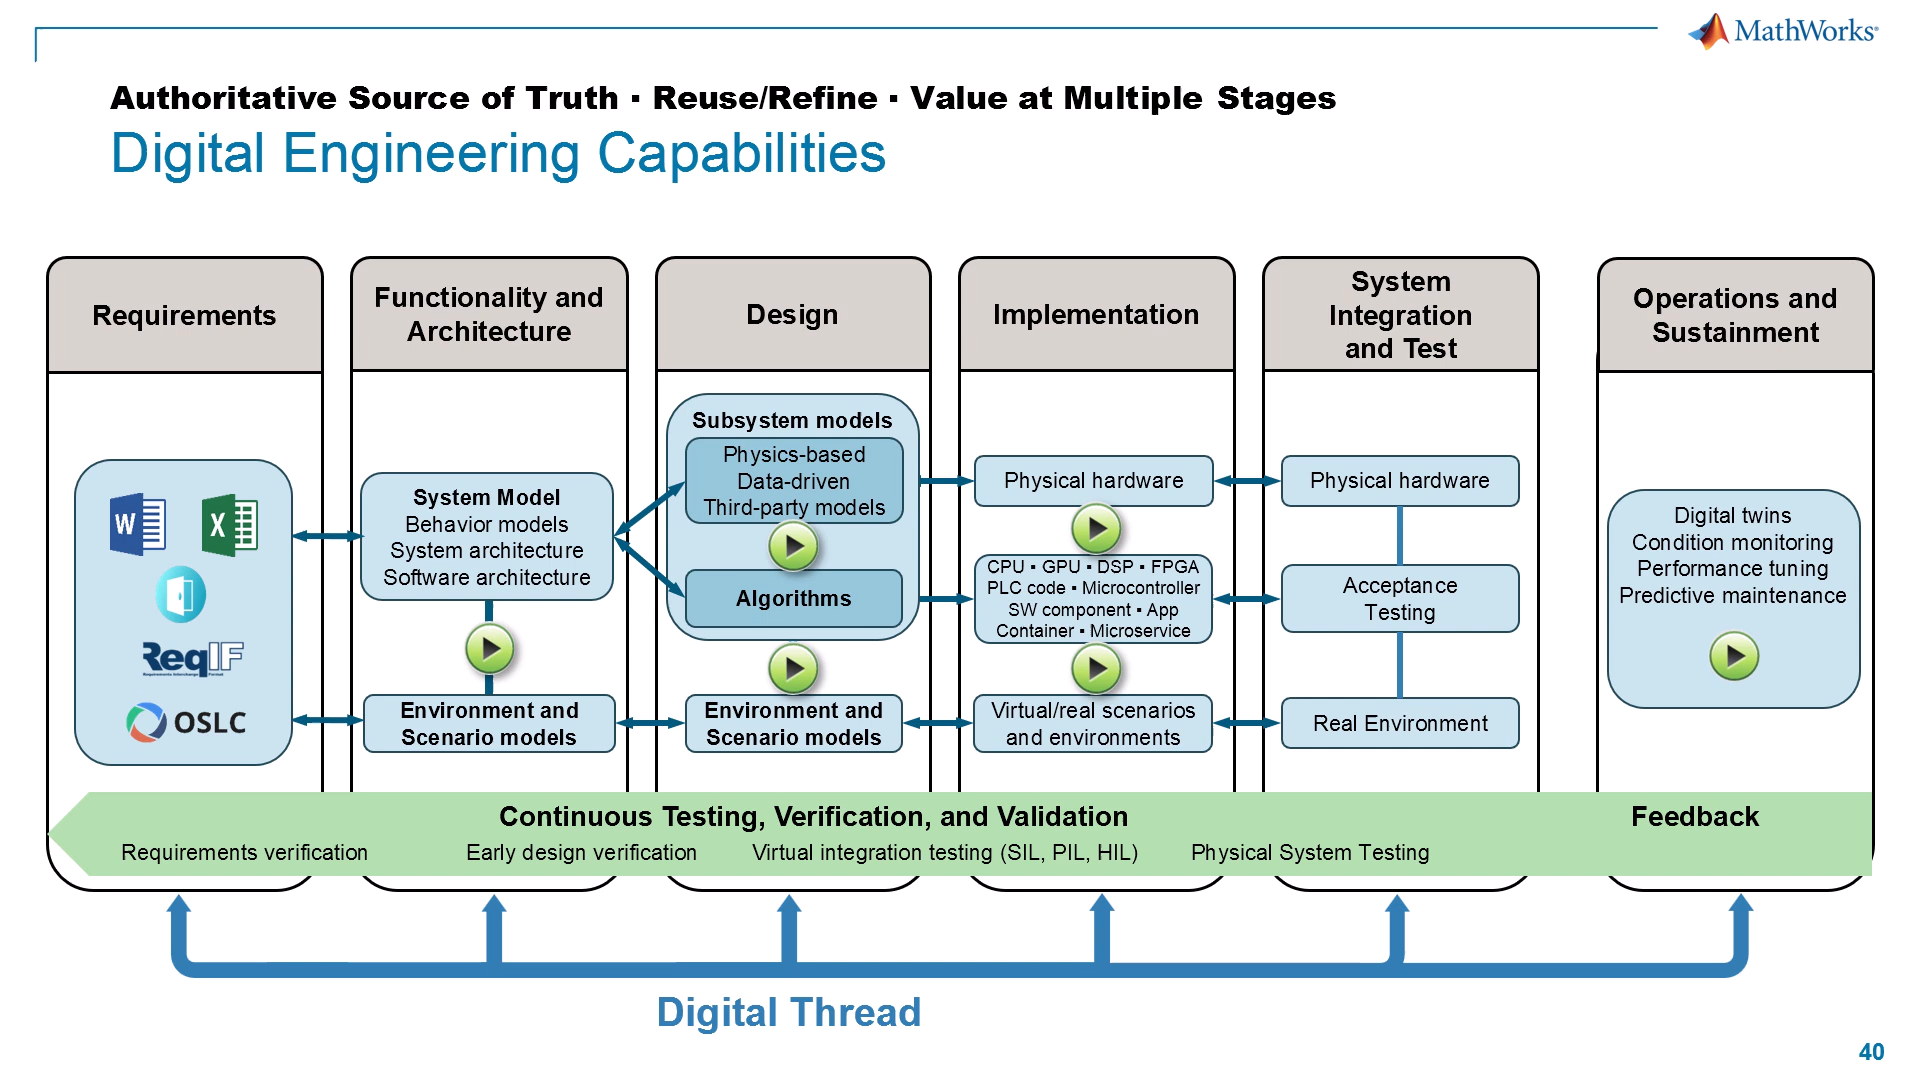 MathWorks®
Authoritative Source of Truth ▪ Reuse/Refine ▪ Value at Multiple Stages
Digital Engineering Capabilities
Requirements
W
X
ReqIF
Requirements Interchange Format
OSLC
Functionality and
Architecture
System Model
Behavior models
System architecture
Software architecture
Environment and
Scenario models
Design
Subsystem models
Physics-based
Data-driven
Third-party models
Algorithms
Environment and
Scenario models
Implementation
Physical hardware
CPU ▪ GPU ▪ DSP ▪ FPGA
PLC code ▪ Microcontroller
SW component ▪ App
Container ▪ Microservice
Virtual/real scenarios
and environments
System
Integration
and Test
Physical hardware
Acceptance
Testing
Real Environment
Operations and
Sustainment
Digital twins
Condition monitoring
Performance tuning
Predictive maintenance
Continuous Testing, Verification, and Validation
Feedback
Requirements verification
Early design verification
Virtual integration testing (SIL, PIL, HIL)
Physical System Testing
Digital Thread
40